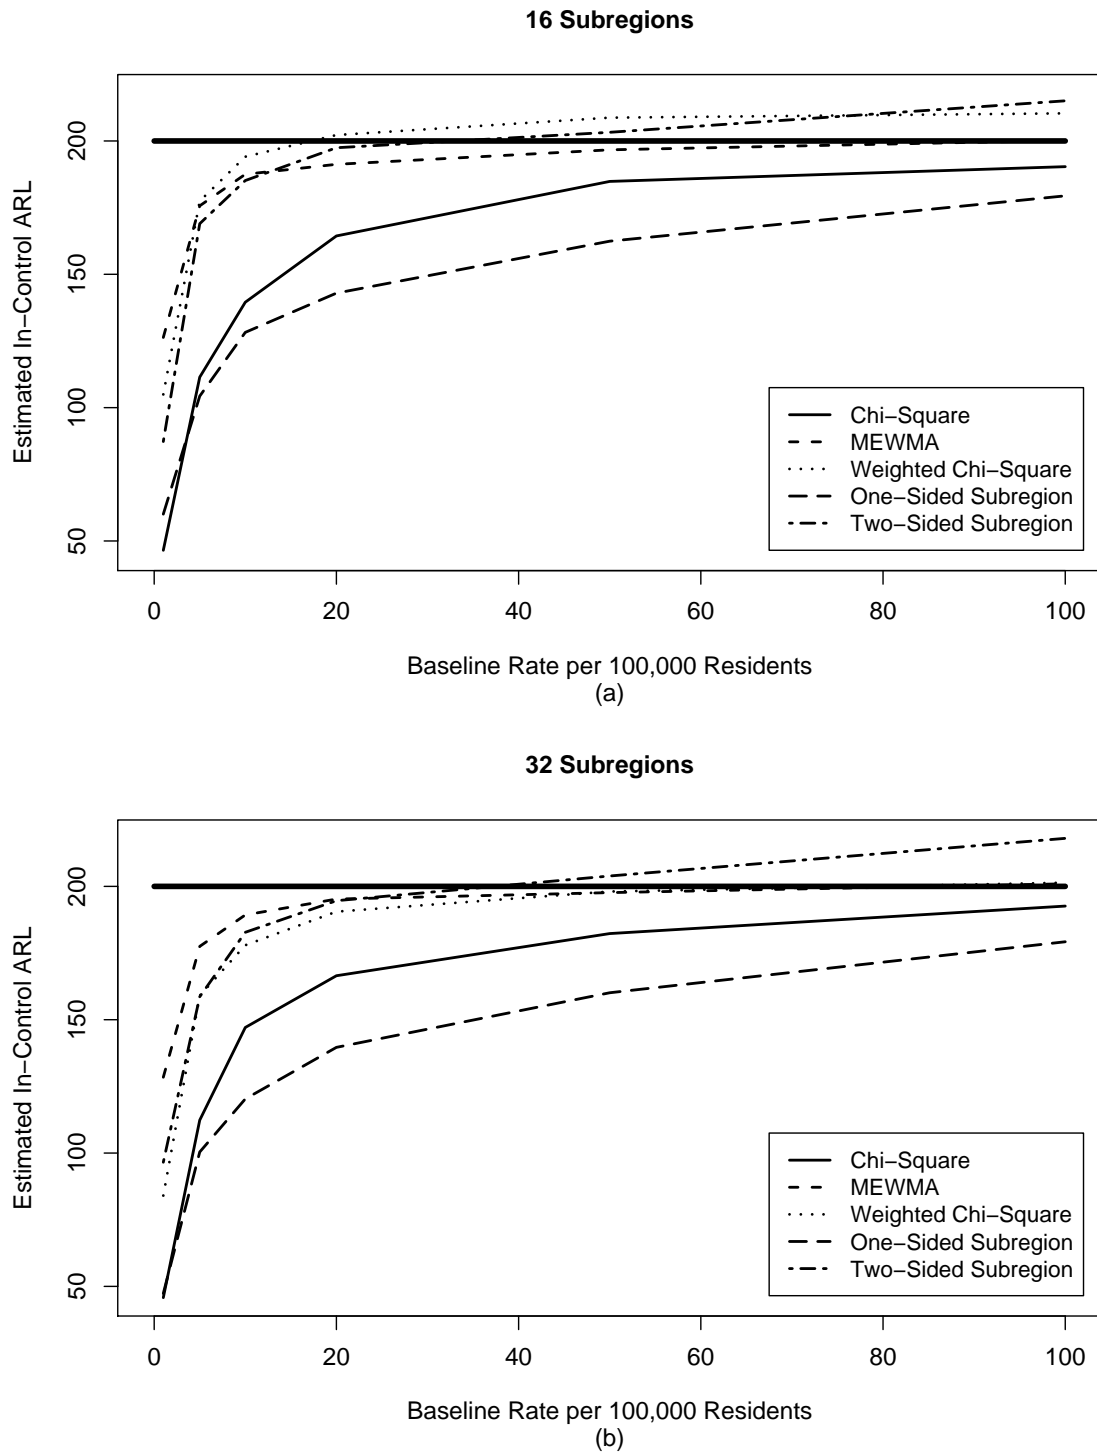 16 Subregions
Estimated In−Control ARL
200
150
100
50
Chi−Square
MEWMA
Weighted Chi−Square
One−Sided Subregion
Two−Sided Subregion
0 20 40 60 80 100
Baseline Rate per 100,000 Residents
(a)
32 Subregions
Estimated In−Control ARL
200
150
100
50
Chi−Square
MEWMA
Weighted Chi−Square
One−Sided Subregion
Two−Sided Subregion
0 20 40 60 80 100
Baseline Rate per 100,000 Residents
(b)